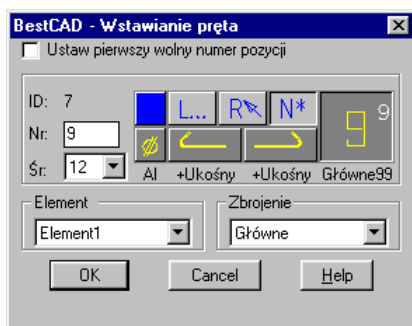 BestCAD - Wstawianie pręta
Ustaw pierwszy wolny numer pozycji
ID: 7
L... R N*
9 9
Nr: 9
Śr: 12
Al +Ukośny +Ukośny Główne99
Element Zbrojenie
Element1 Główne
OK Cancel Help